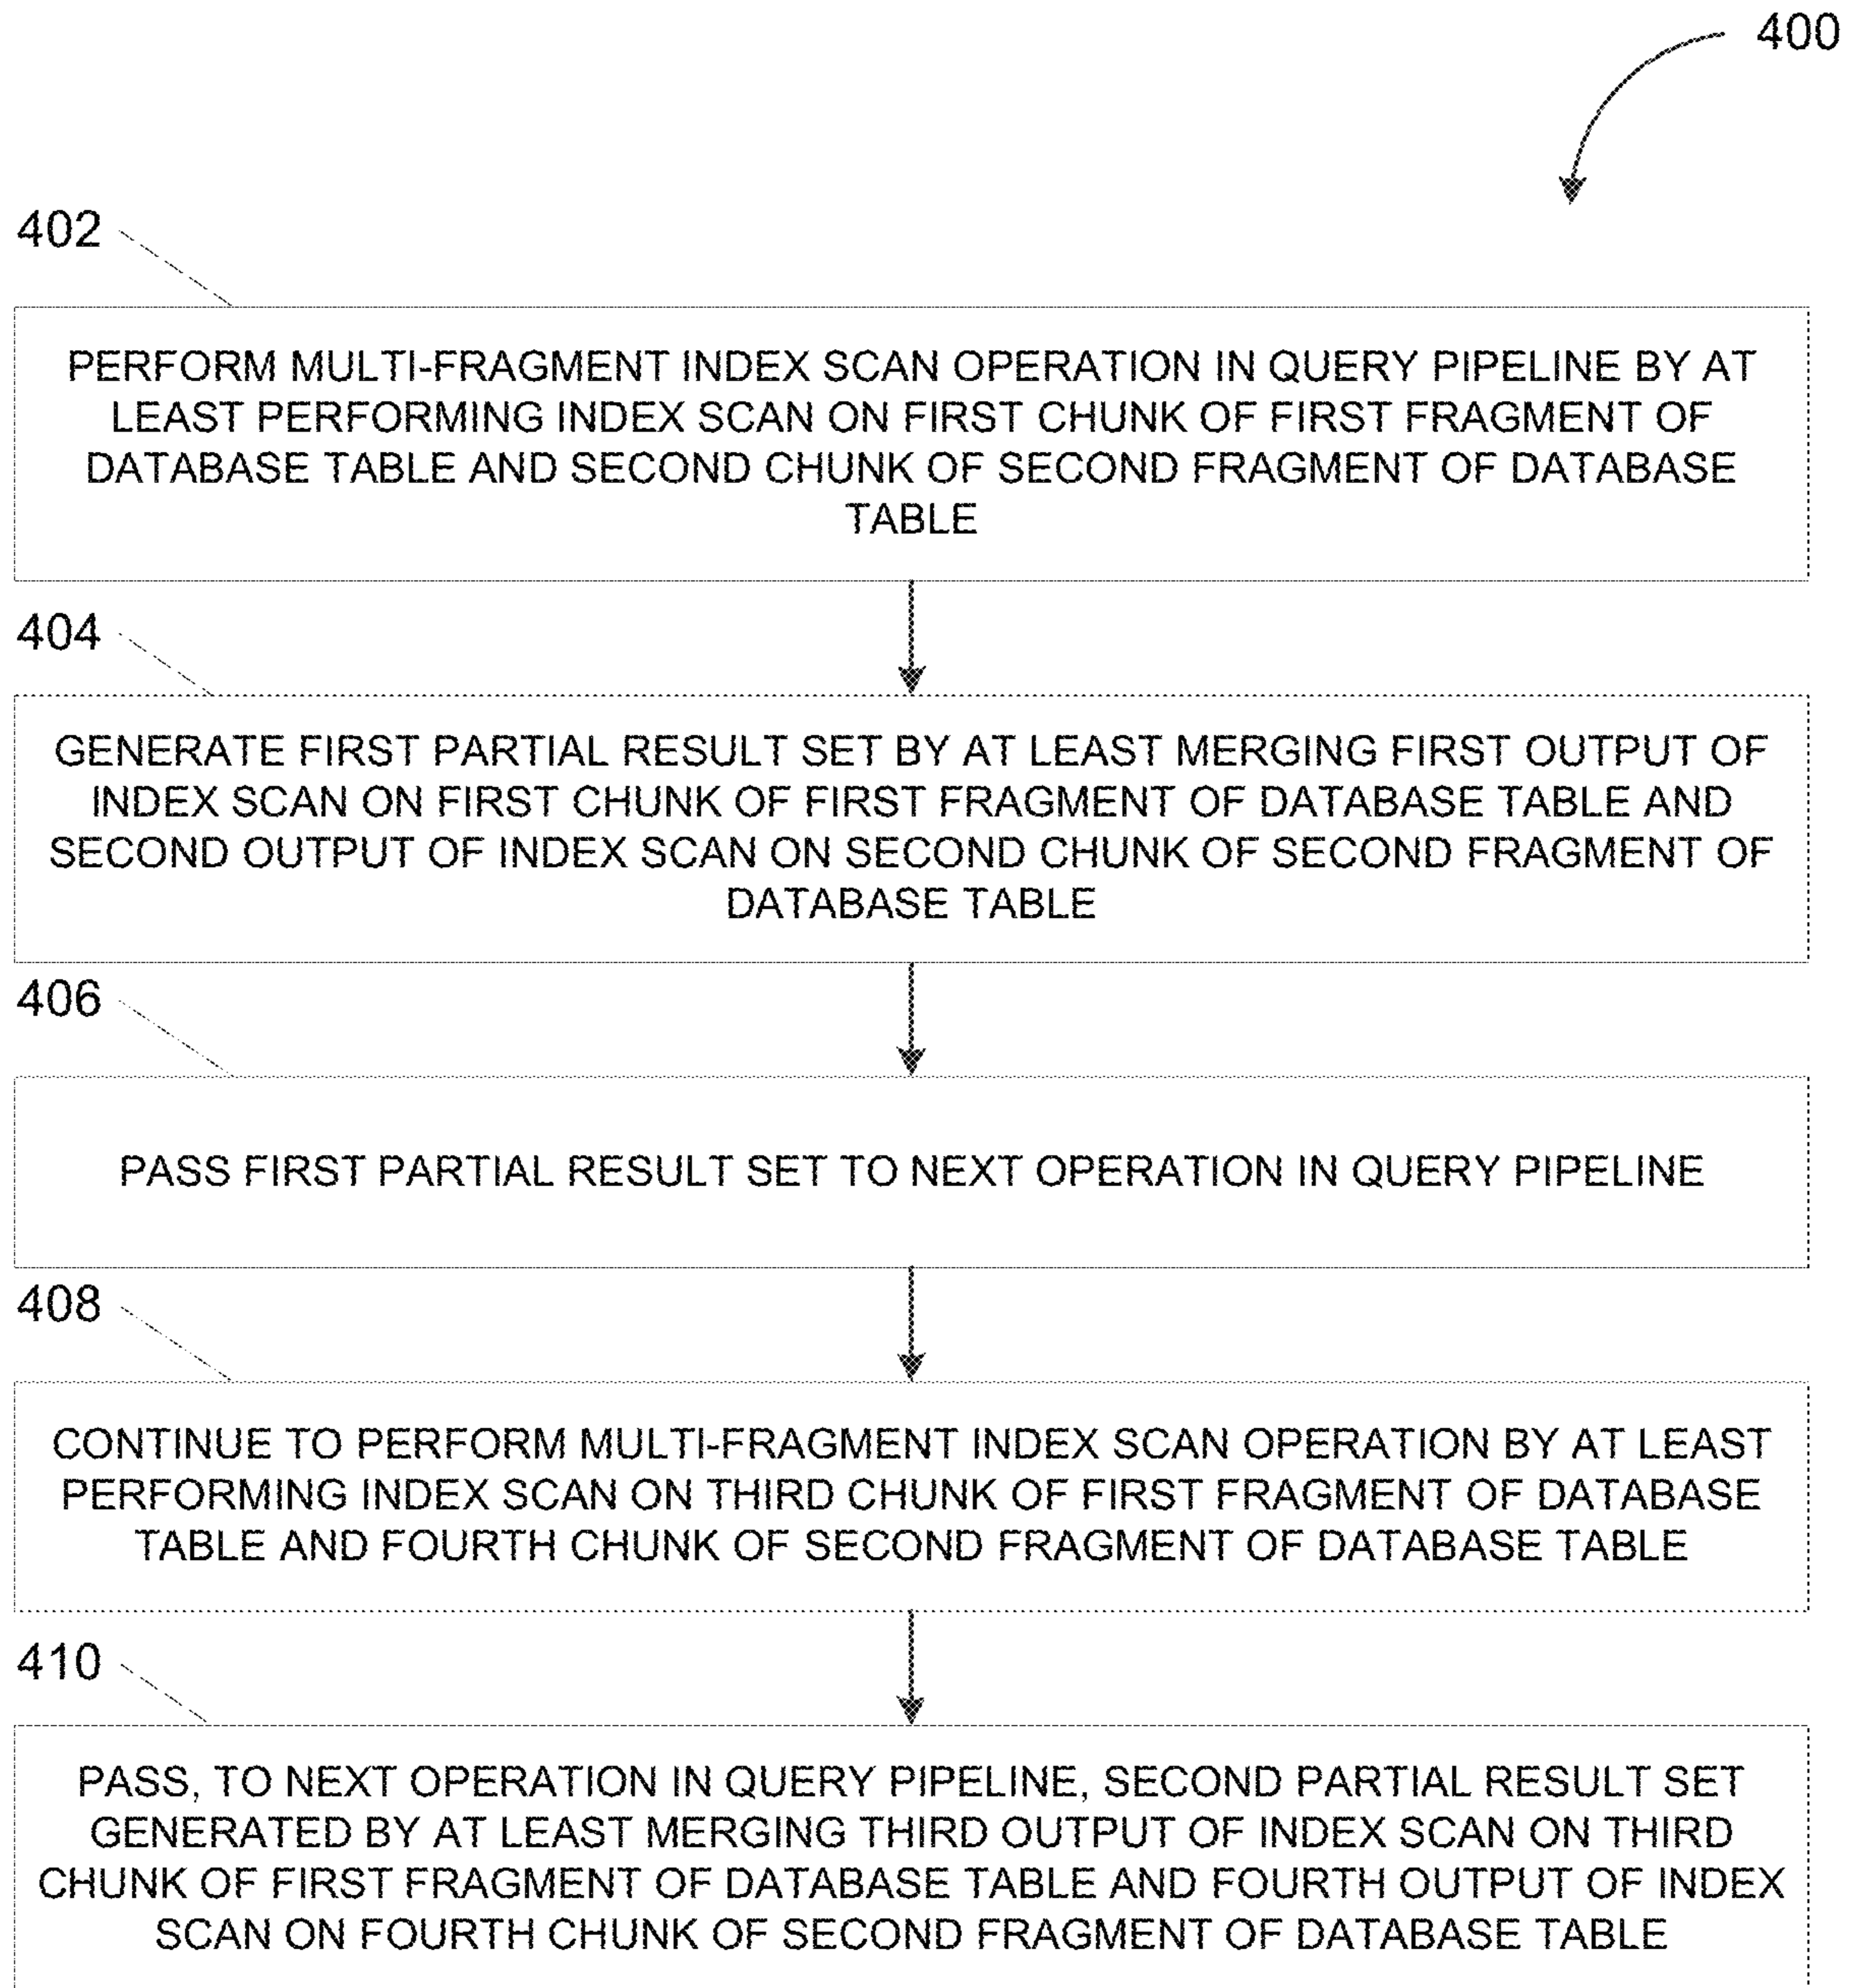 400
402
PERFORM MULTI-FRAGMENT INDEX SCAN OPERATION IN QUERY PIPELINE BY AT
LEAST PERFORMING INDEX SCAN ON FIRST CHUNK OF FIRST FRAGMENT OF
DATABASE TABLE AND SECOND CHUNK OF SECOND FRAGMENT OF DATABASE
TABLE
404
GENERATE FIRST PARTIAL RESULT SET BY AT LEAST MERGING FIRST OUTPUT OF
INDEX SCAN ON FIRST CHUNK OF FIRST FRAGMENT OF DATABASE TABLE AND
SECOND OUTPUT OF INDEX SCAN ON SECOND CHUNK OF SECOND FRAGMENT OF
DATABASE TABLE
406
PASS FIRST PARTIAL RESULT SET TO NEXT OPERATION IN QUERY PIPELINE
408
CONTINUE TO PERFORM MULTI-FRAGMENT INDEX SCAN OPERATION BY AT LEAST
PERFORMING INDEX SCAN ON THIRD CHUNK OF FIRST FRAGMENT OF DATABASE
TABLE AND FOURTH CHUNK OF SECOND FRAGMENT OF DATABASE TABLE
410
PASS, TO NEXT OPERATION IN QUERY PIPELINE, SECOND PARTIAL RESULT SET
GENERATED BY AT LEAST MERGING THIRD OUTPUT OF INDEX SCAN ON THIRD
CHUNK OF FIRST FRAGMENT OF DATABASE TABLE AND FOURTH OUTPUT OF INDEX
SCAN ON FOURTH CHUNK OF SECOND FRAGMENT OF DATABASE TABLE